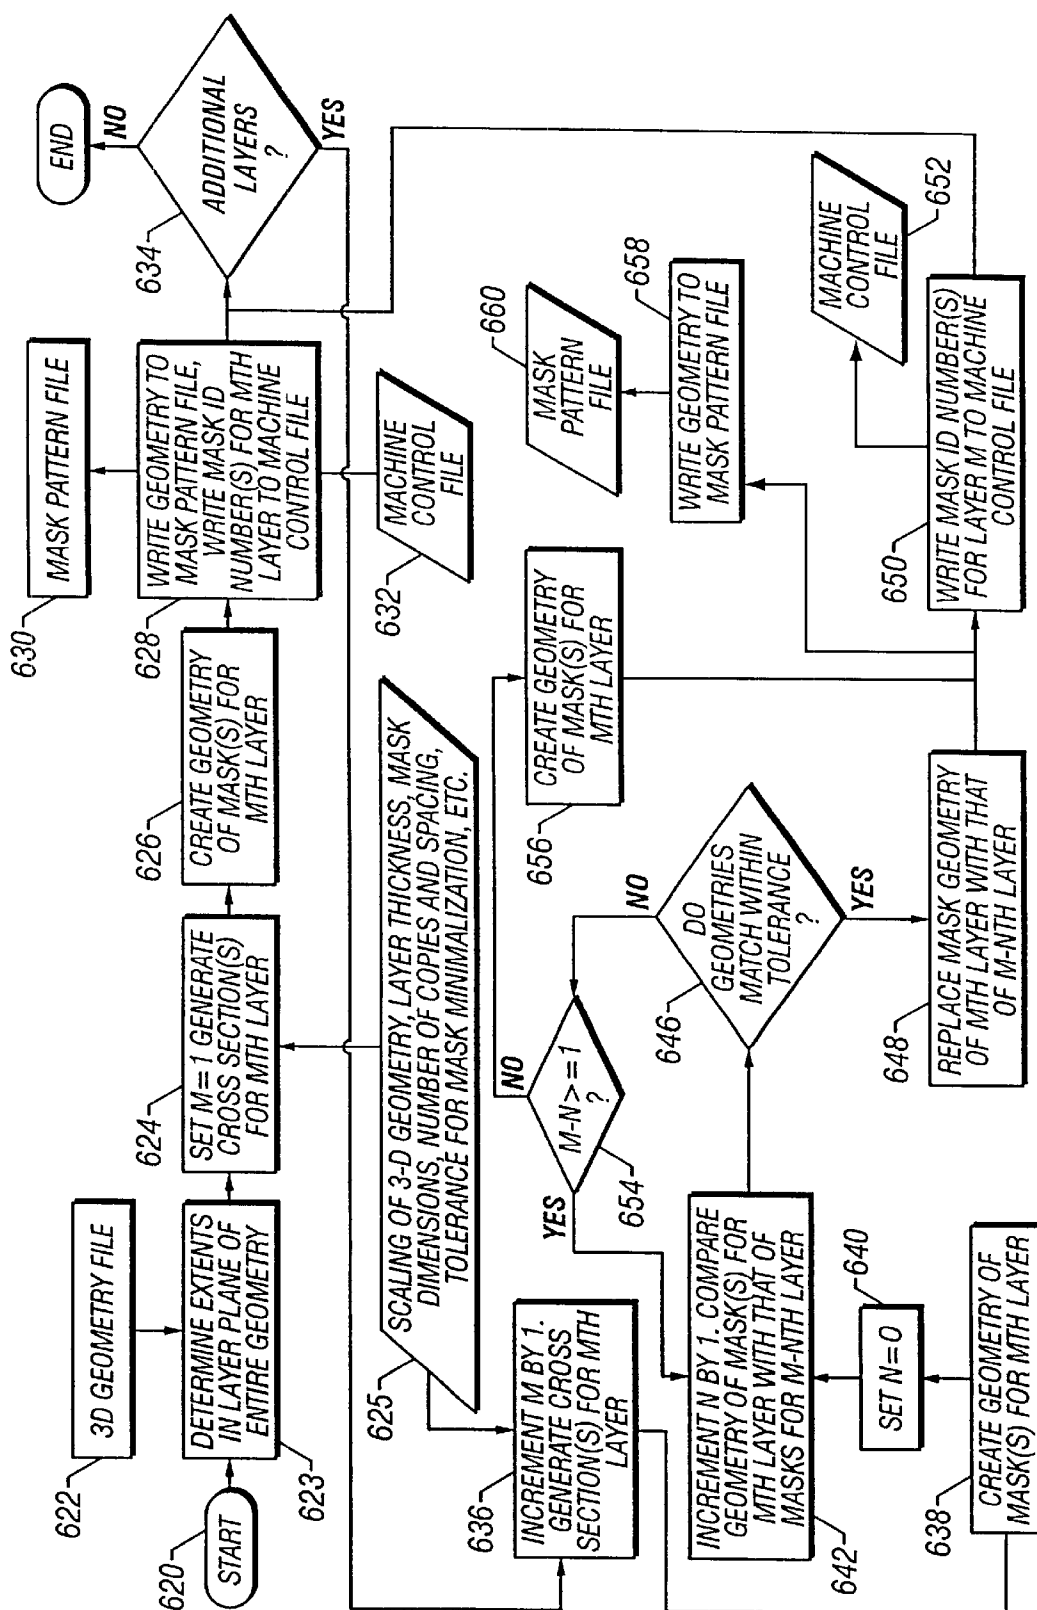 620
START
622
3D GEOMETRY FILE
623
DETERMINE EXTENTS
IN LAYER PLANE OF
ENTIRE GEOMETRY
624
SET M=1 GENERATE
CROSS SECTION(S)
FOR MTH LAYER
626
CREATE GEOMETRY
OF MASK(S) FOR
MTH LAYER
630
MASK PATTERN FILE
628
WRITE GEOMETRY TO
MASK PATTERN FILE,
WRITE MASK ID
NUMBER(S) FOR MTH
LAYER TO MACHINE
CONTROL FILE
632
MACHINE
CONTROL
FILE
634
ADDITIONAL
LAYERS
?
NO
END
YES
625
SCALING OF 3-D GEOMETRY, LAYER THICKNESS, MASK
DIMENSIONS, NUMBER OF COPIES AND SPACING,
TOLERANCE FOR MASK MINIMALIZATION, ETC.
636
INCREMENT M BY 1.
GENERATE CROSS
SECTION(S) FOR MTH
LAYER
638
CREATE GEOMETRY OF
MASK(S) FOR MTH LAYER
640
SET N=O
642
INCREMENT N BY 1. COMPARE
GEOMETRY OF MASK(S) FOR
MTH LAYER WITH THAT OF
MASKS FOR M-NTH LAYER
646
DO
GEOMETRIES
MATCH WITHIN
TOLERANCE
?
NO
YES
654
M-N>=1
?
YES
NO
656
CREATE GEOMETRY
OF MASK(S) FOR
MTH LAYER
648
REPLACE MASK GEOMETRY
OF MTH LAYER WITH THAT
OF M-NTH LAYER
658
WRITE GEOMETRY TO
MASK PATTERN FILE
660
MASK
PATTERN
FILE
650
WRITE MASK ID NUMBER(S)
FOR LAYER M TO MACHINE
CONTROL FILE
652
MACHINE
CONTROL
FILE